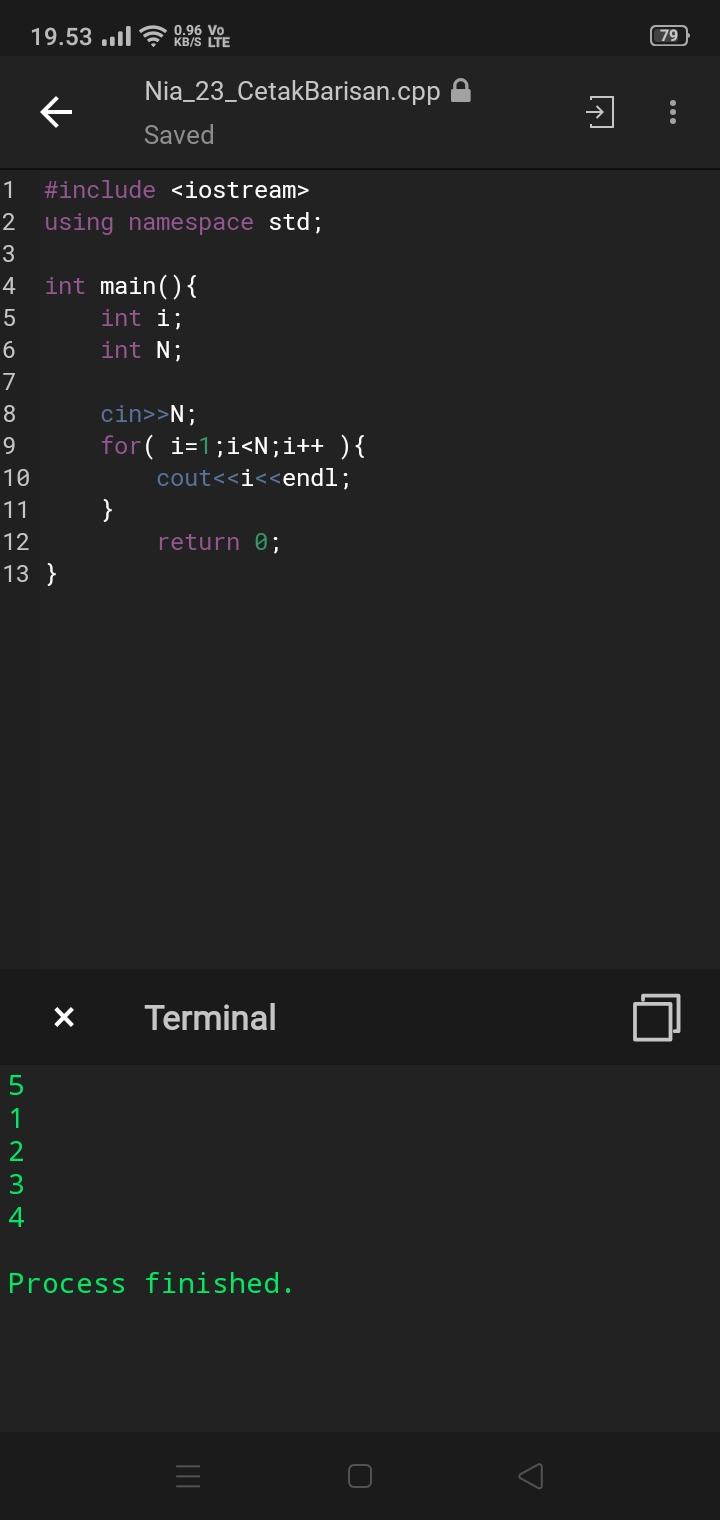 19.53 0.96 KB/S Vo LTE 79
Nia_23_CetakBarisan.cpp
Saved
1 #include <iostream>
2 using namespace std;
3
4 int main(){
5     int i;
6     int N;
7
8     cin>>N;
9     for( i=1;i<N;i++ ){
10         cout<<i<<endl;
11     }
12         return 0;
13 }
× Terminal
5
1
2
3
4
Process finished.